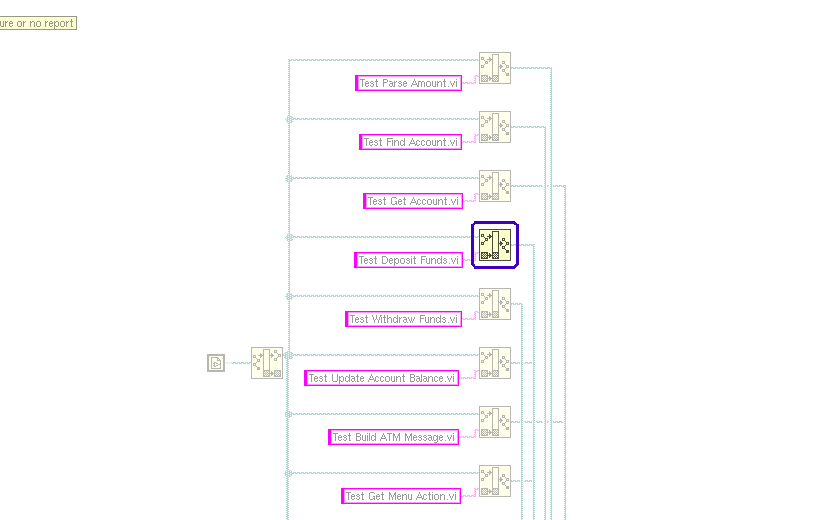 ure or no report
Test Parse Amount.vi
Test Find Account.vi
Test Get Account.vi
Test Deposit Funds.vi
Test Withdraw Funds.vi
Test Update Account Balance.vi
Test Build ATM Message.vi
Test Get Menu Action.vi